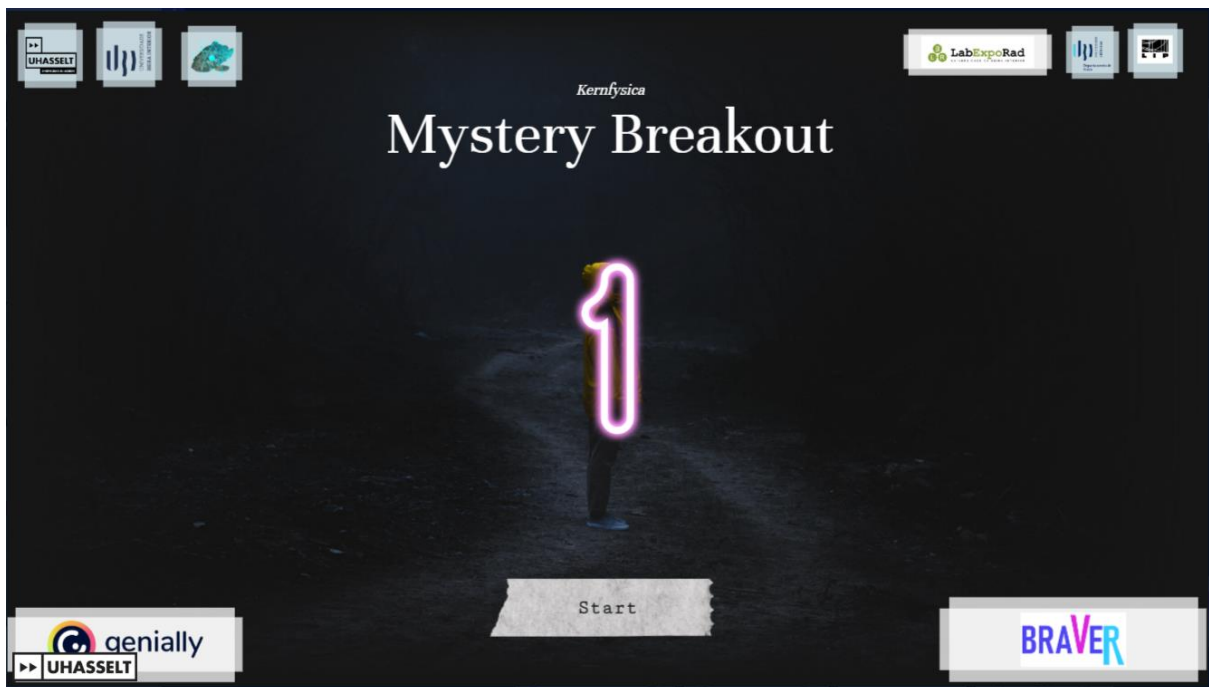 UHASSELT
LabExpoRad
Kernfysica
Mystery Breakout
1
Start
genially
UHASSELT
BRAVER